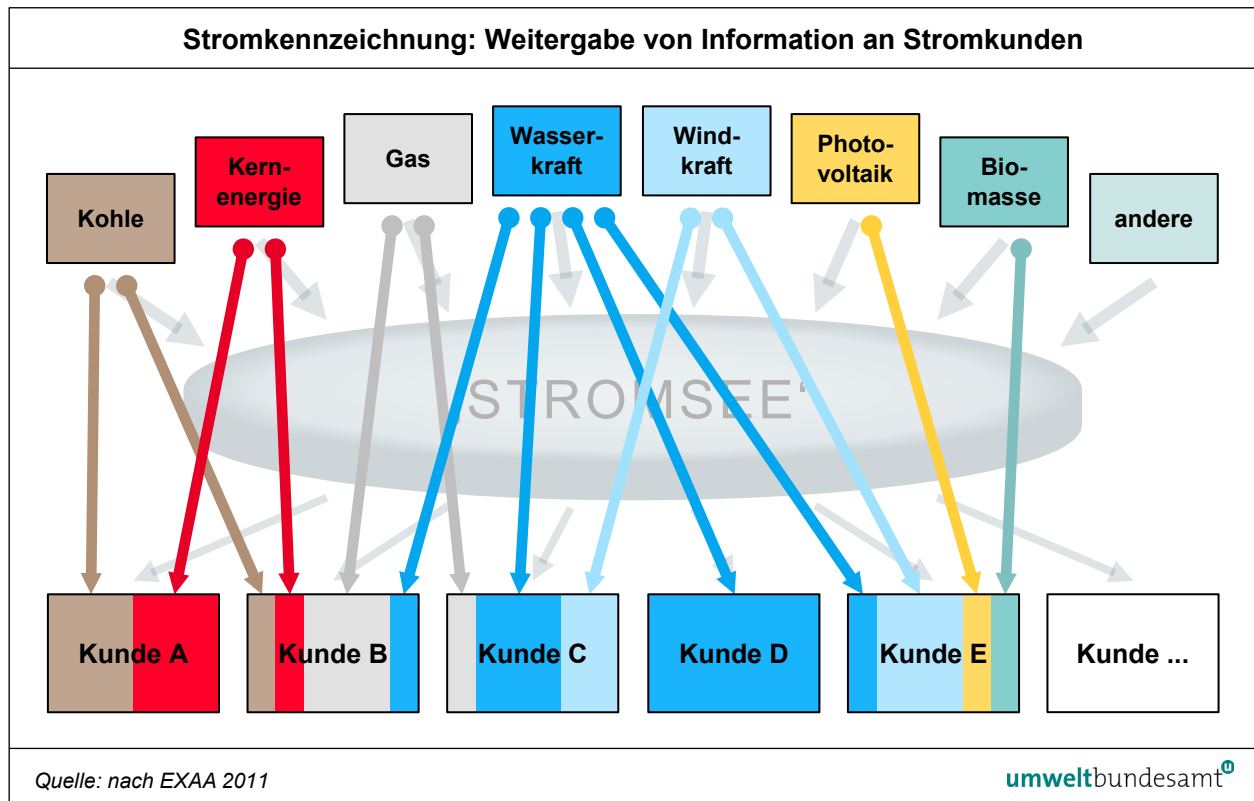 Stromkennzeichnung: Weitergabe von Information an Stromkunden
Kohle
Kern-
energie
Gas
Wasser-
kraft
Wind-
kraft
Photo-
voltaik
Bio-
masse
andere
‚STROMSEE‘
Kunde A
Kunde B
Kunde C
Kunde D
Kunde E
Kunde ...
Quelle: nach EXAA 2011
umweltbundesamt u